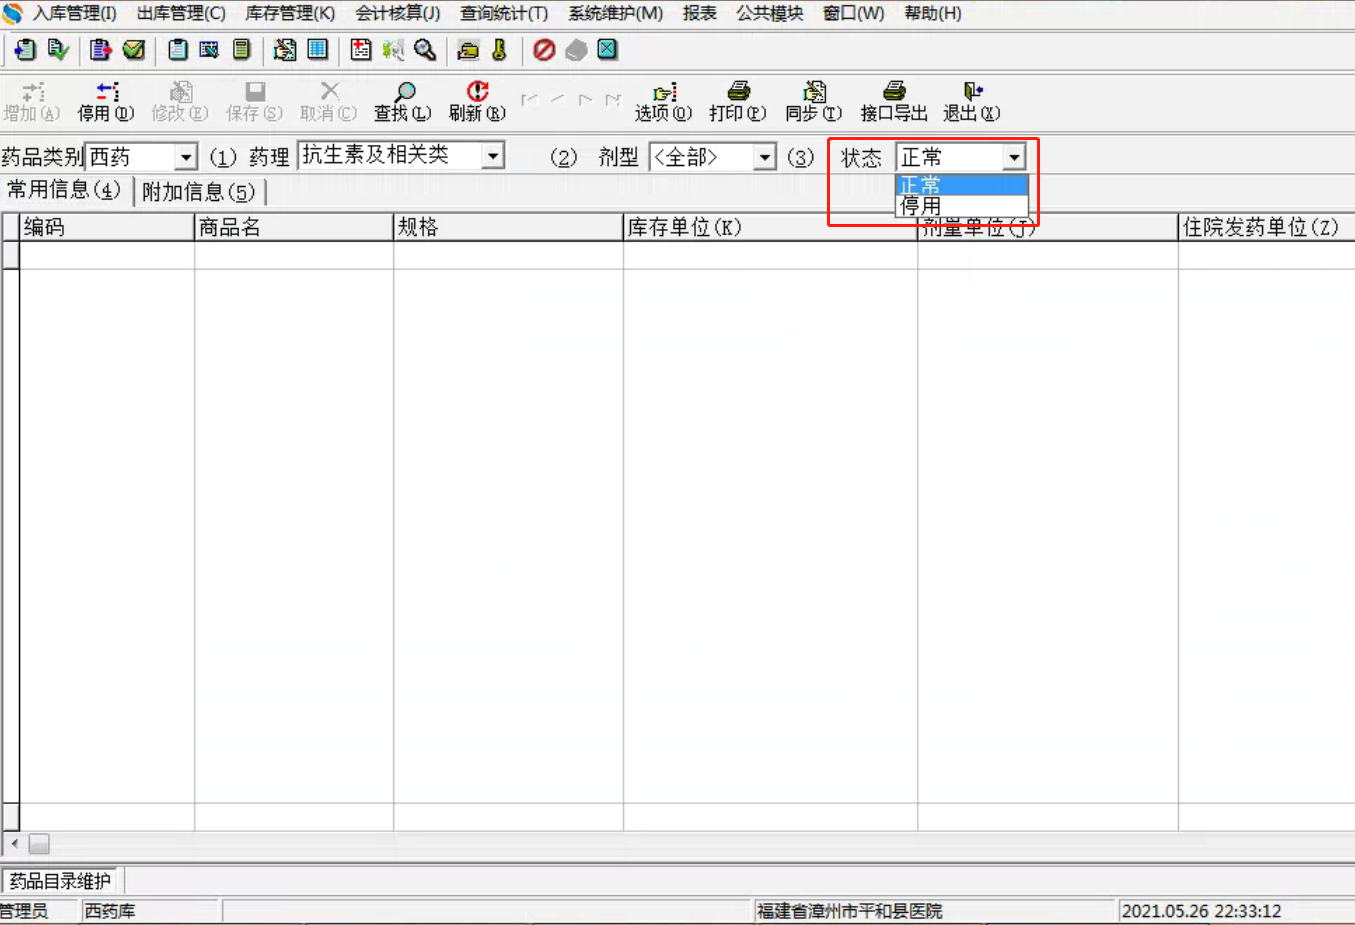 入库管理(I) 出库管理(C) 库存管理(K) 会计核算(J) 查询统计(T) 系统维护(M) 报表 公共模块 窗口(W) 帮助(H)
增加(A) 停用(D) 修改(E) 保存(S) 取消(C) 查找(L) 刷新(R) 选项(O) 打印(P) 同步(T) 接口导出 退出(X)
药品类别 西药 (1) 药理 抗生素及相关类 (2) 剂型 <全部> (3) 状态 正常
正常
停用
常用信息(4) 附加信息(5)
编码 商品名 规格 库存单位(K) 剂量单位(J) 住院发药单位(Z)
药品目录维护
管理员 西药库 福建省漳州市平和县医院 2021.05.26 22:33:12